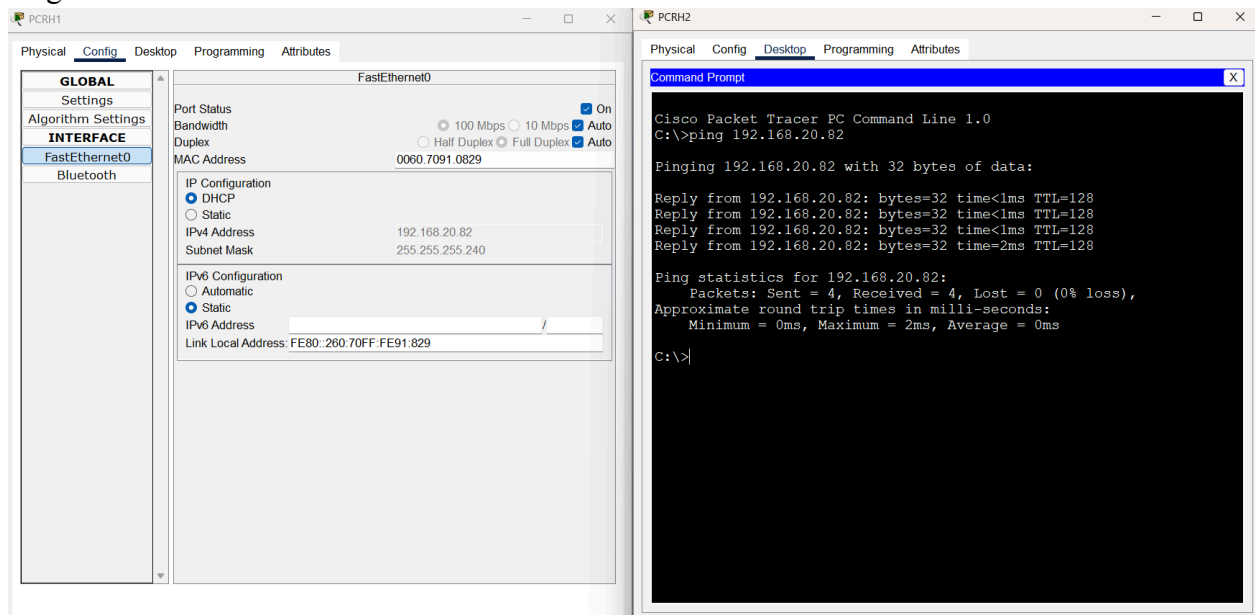 PCRH1
Physical Config Desktop Programming Attributes
GLOBAL
Settings
Algorithm Settings
INTERFACE
FastEthernet0
Bluetooth
FastEthernet0
Port Status On
Bandwidth 100 Mbps 10 Mbps Auto
Duplex Half Duplex Full Duplex Auto
MAC Address 0060.7091.0829
IP Configuration
DHCP
Static
IPv4 Address 192.168.20.82
Subnet Mask 255.255.255.240
IPv6 Configuration
Automatic
Static
IPv6 Address /
Link Local Address: FE80::260:70FF:FE91:829
PCRH2
Physical Config Desktop Programming Attributes
Command Prompt X
Cisco Packet Tracer PC Command Line 1.0
C:\>ping 192.168.20.82
Pinging 192.168.20.82 with 32 bytes of data:
Reply from 192.168.20.82: bytes=32 time<1ms TTL=128
Reply from 192.168.20.82: bytes=32 time<1ms TTL=128
Reply from 192.168.20.82: bytes=32 time<1ms TTL=128
Reply from 192.168.20.82: bytes=32 time=2ms TTL=128
Ping statistics for 192.168.20.82:
Packets: Sent = 4, Received = 4, Lost = 0 (0% loss),
Approximate round trip times in milli-seconds:
Minimum = 0ms, Maximum = 2ms, Average = 0ms
C:\>